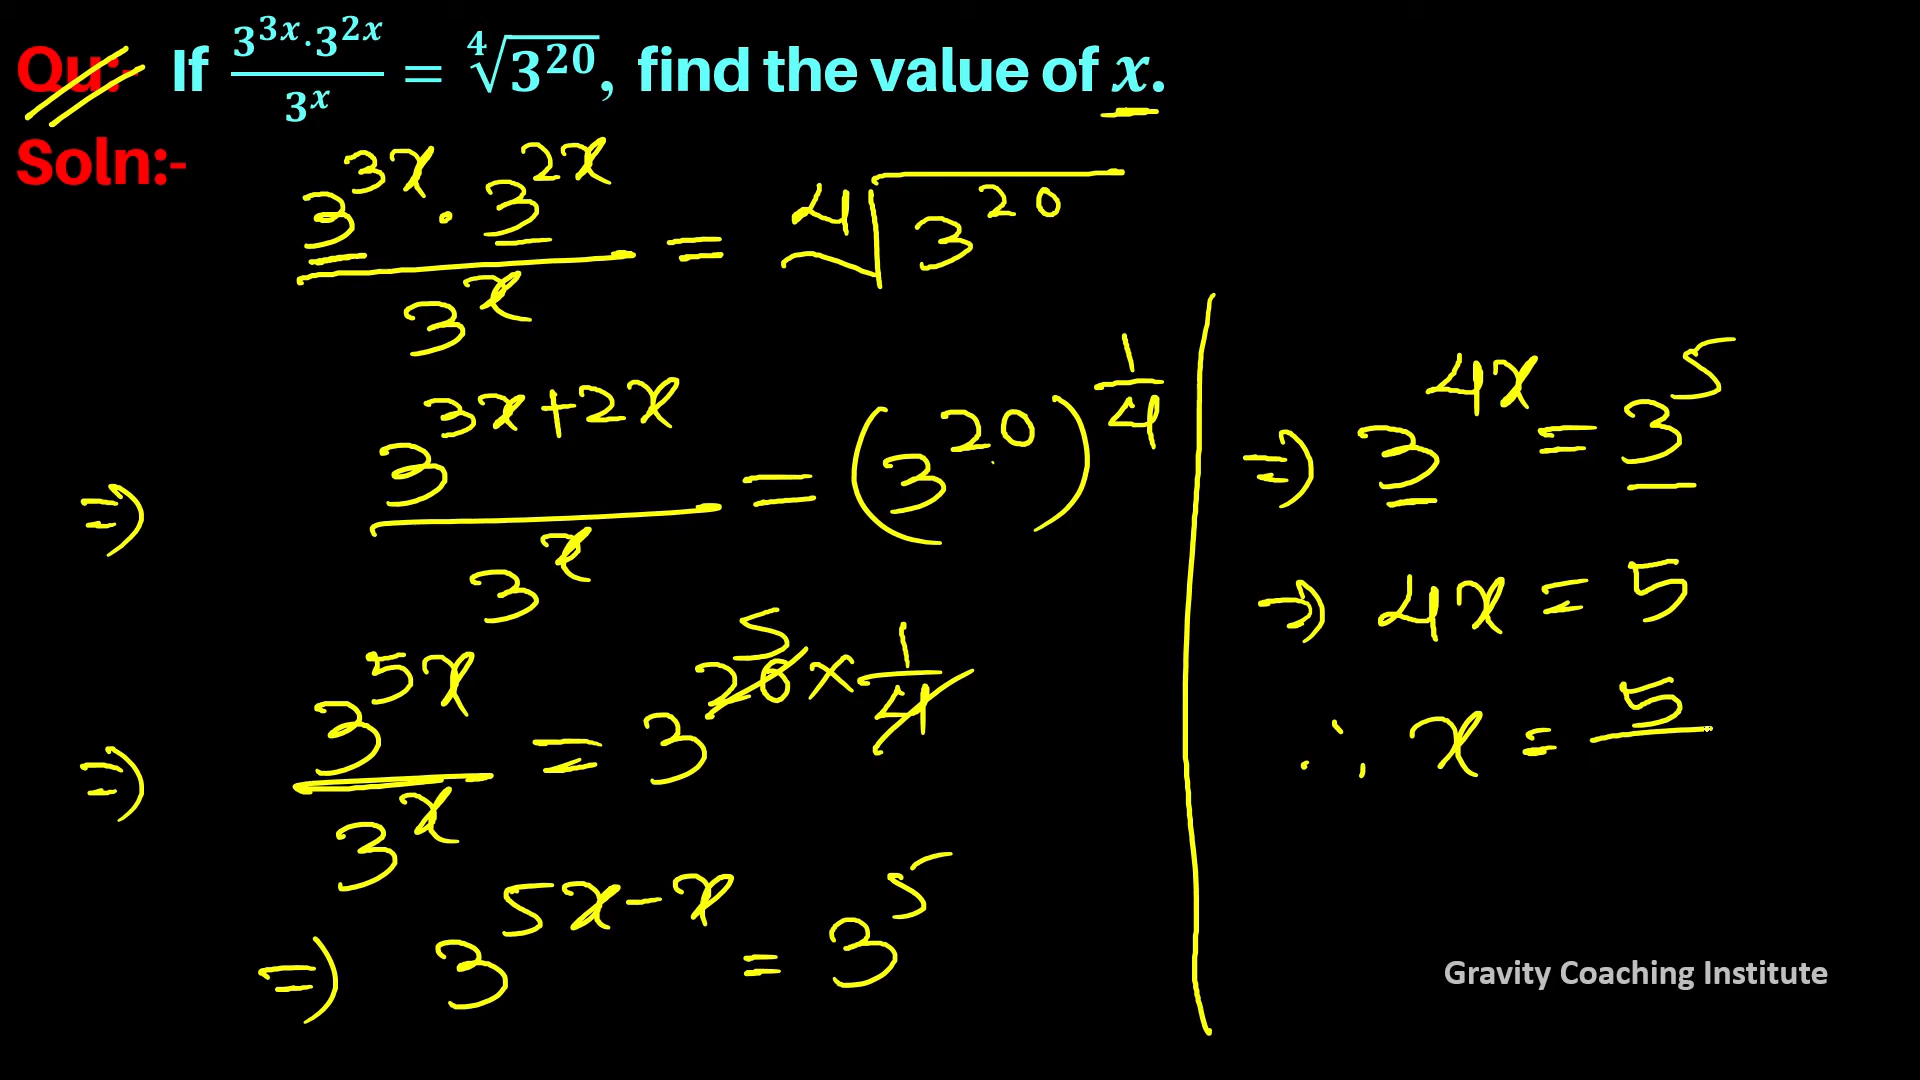 Qu:- If 3^{3x}·3^{2x}/3^x = ∜(3^{20}), find the value of x.
Soln:-
3^{3x} . 3^{2x}/3^x = ∜(3^{20})
⇒ 3^{3x+2x}/3^x = (3^{20})^{1/4}
⇒ 3^{5x}/3^x = 3^{20×1/4} 5
⇒ 3^{5x-x} = 3^5
⇒ 3^{4x} = 3^5
⇒ 4x = 5
∴ x = 5/
Gravity Coaching Institute